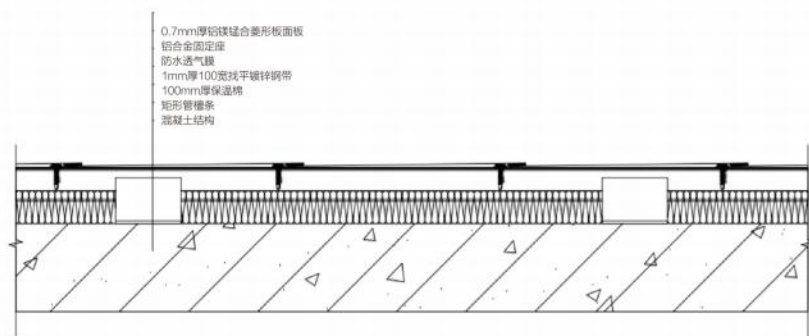 0.7mm厚铝镁锰合菱形板面板
铝合金固定座
防水透气膜
1mm厚100宽找平镀锌钢带
100mm厚保温棉
矩形管檩条
混凝土结构